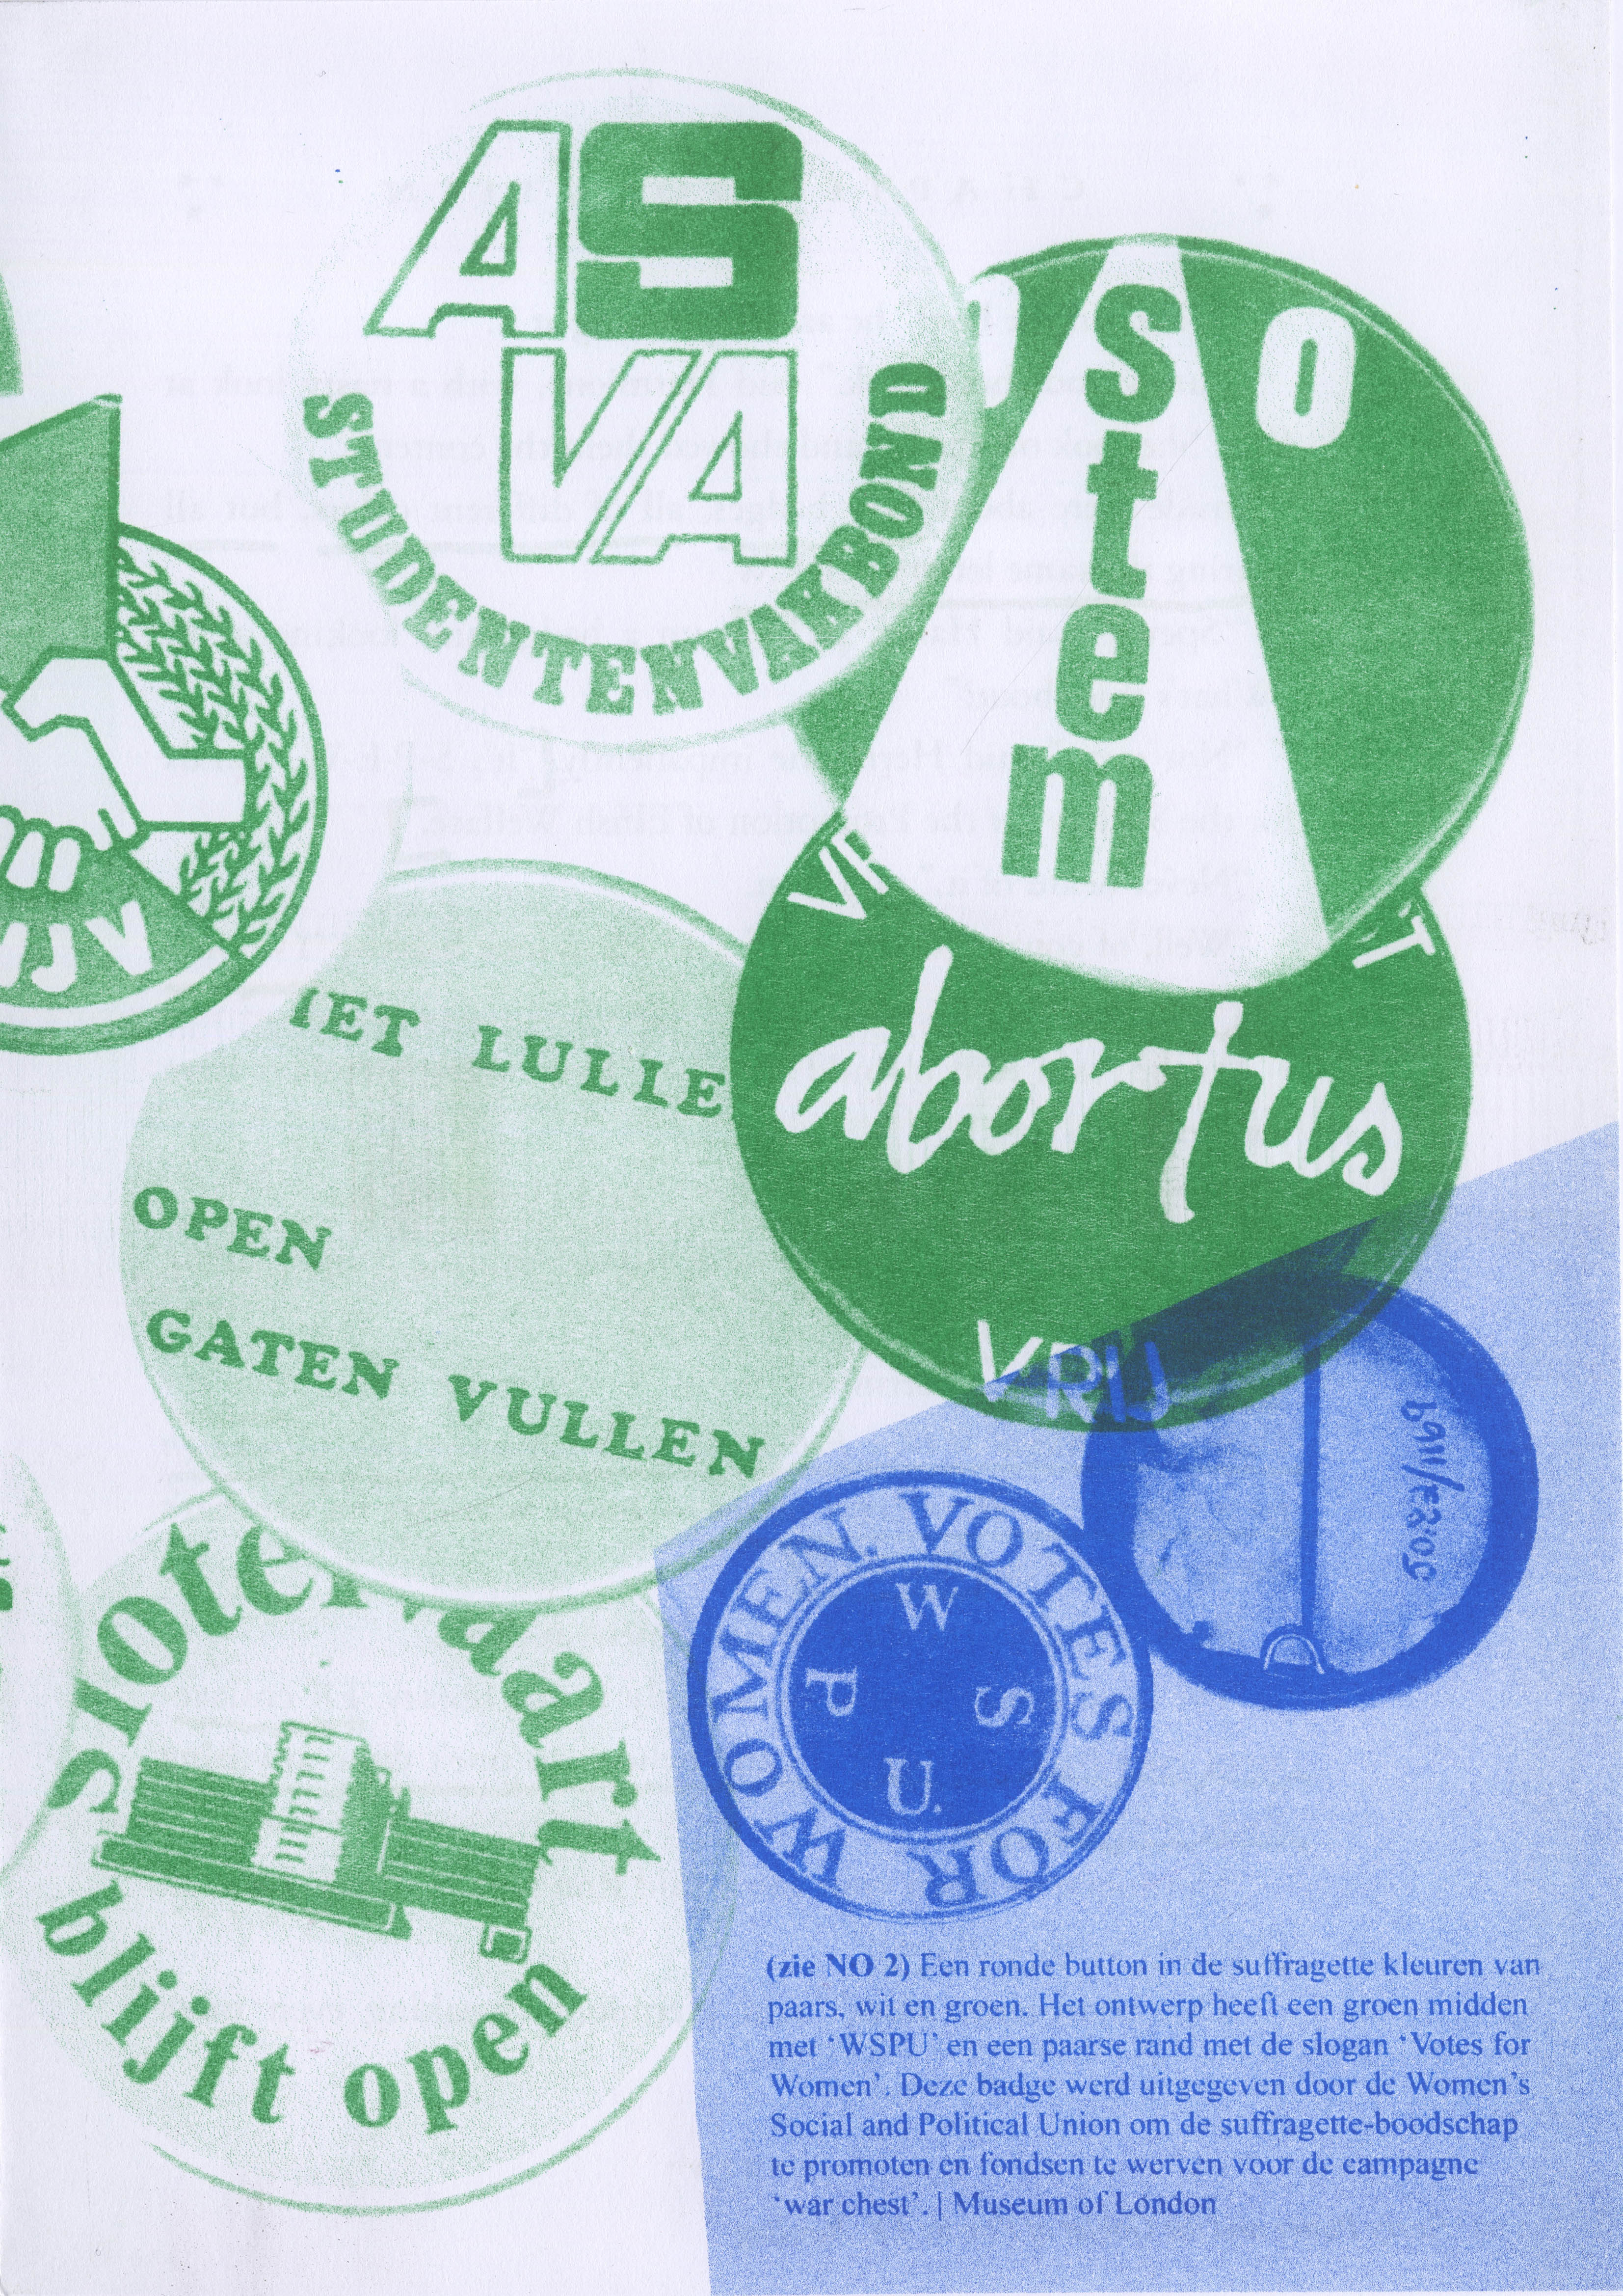 AS
VA
STUDENTENVAKBOND
O
stem
VJV
IET LULLE
OPEN
GATEN VULLEN
abortus
VRIJ
VOTES FOR WOMEN.
W
S
P
U.
Slotervaart
blijft open
(zie NO 2) Een ronde button in de suffragette kleuren van
paars, wit en groen. Het ontwerp heeft een groen midden
met ‘WSPU’ en een paarse rand met de slogan ‘Votes for
Women’. Deze badge werd uitgegeven door de Women’s
Social and Political Union om de suffragette-boodschap
te promoten en fondsen te werven voor de campagne
‘war chest’. | Museum of London